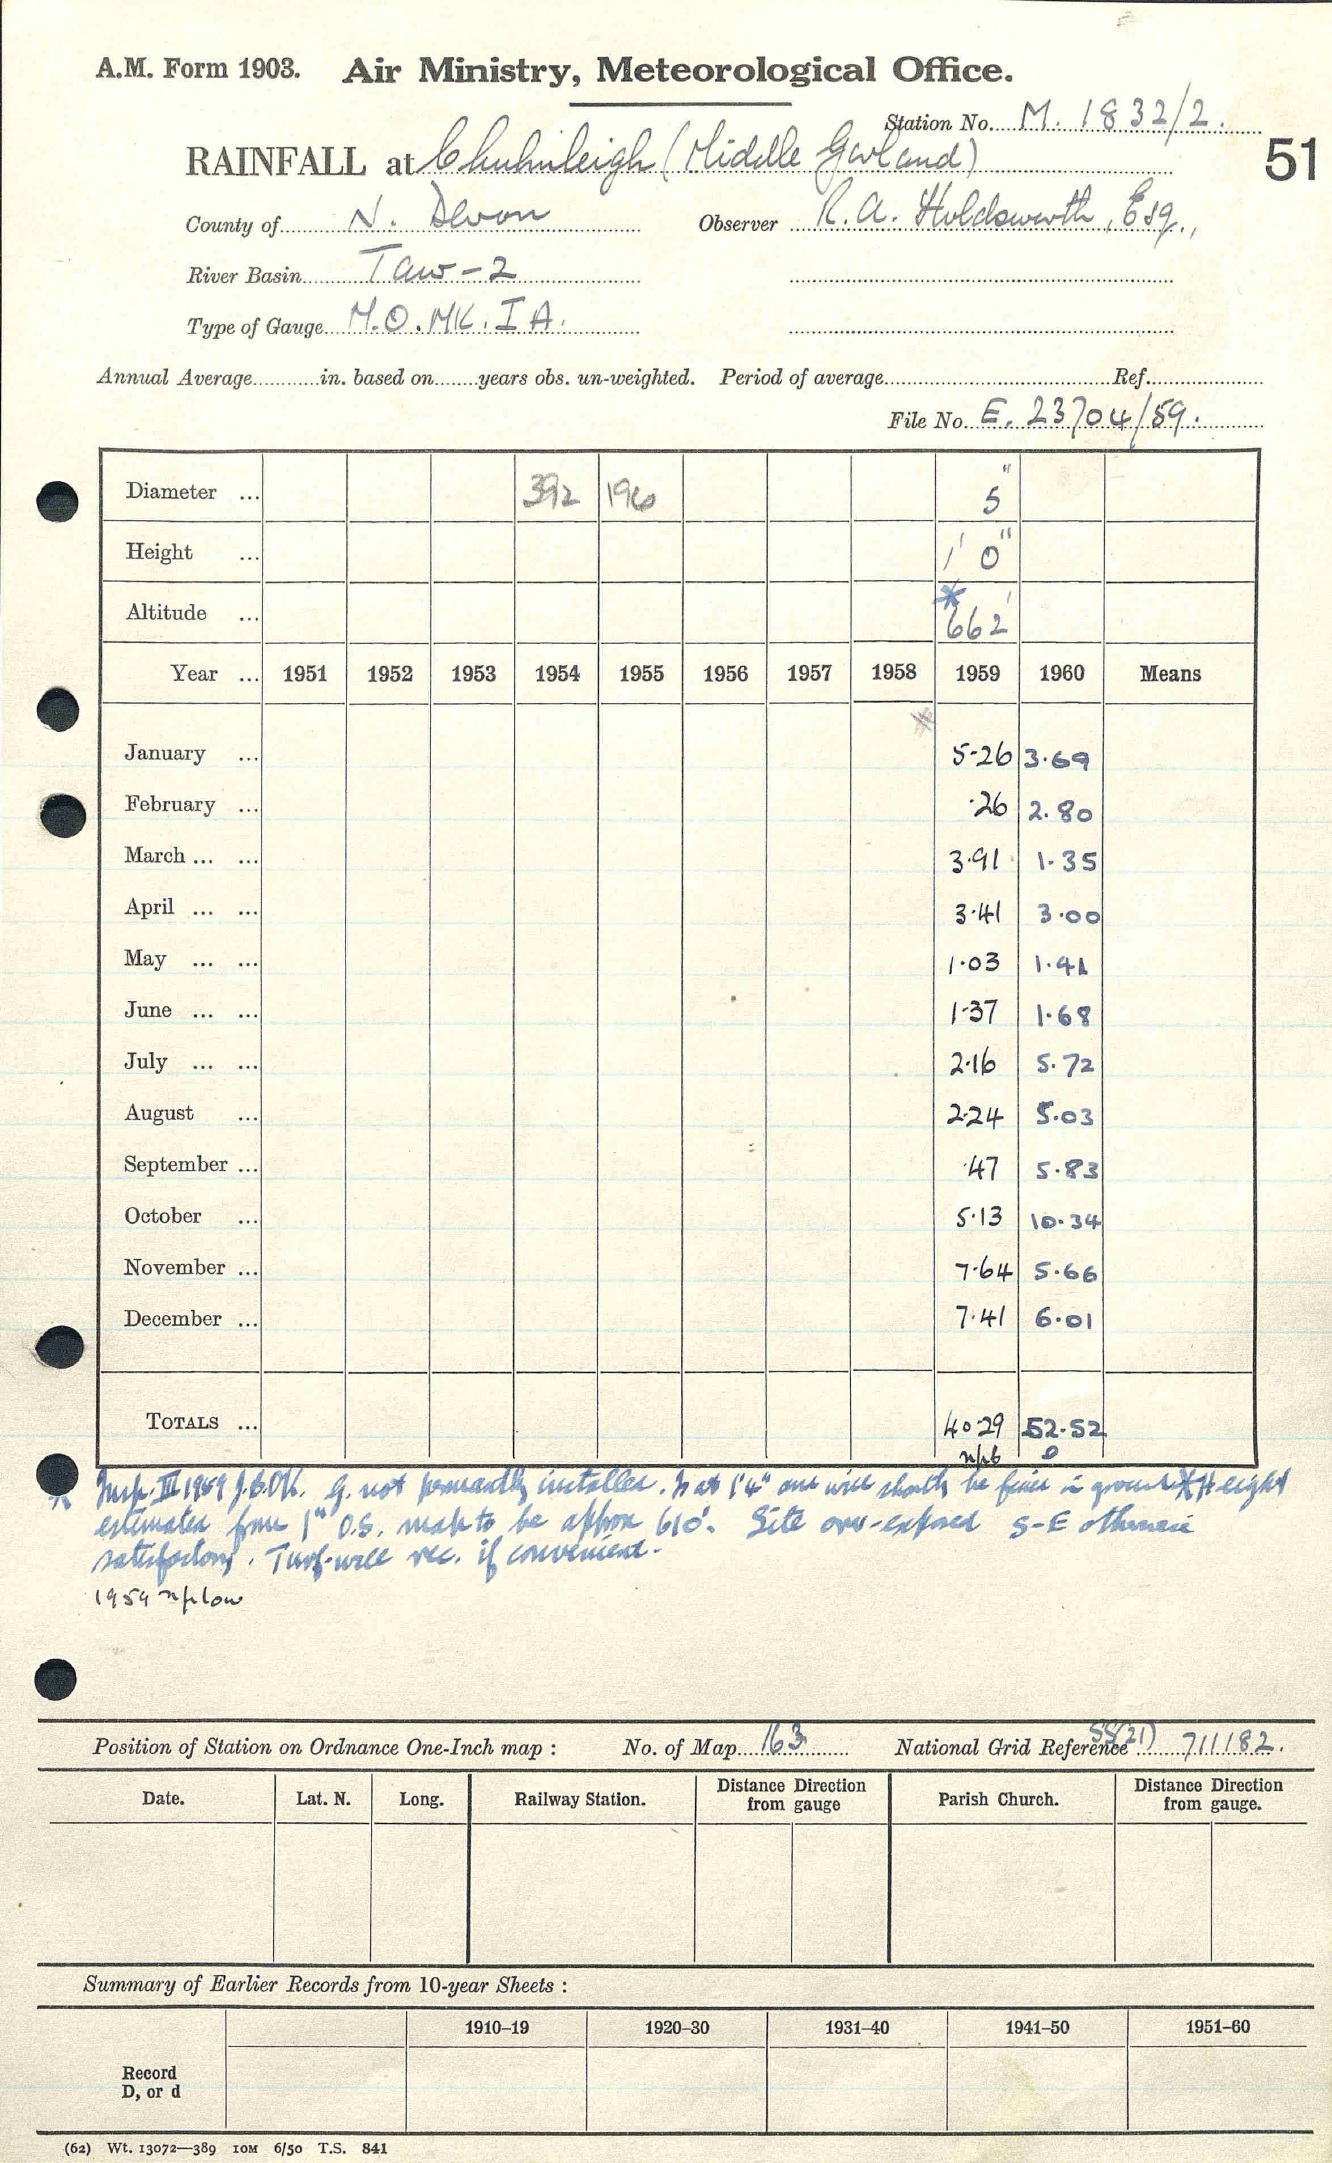 A.M. Form 1903. Air Ministry, Meteorological Office.
Station No. M. 1832/2.
51
RAINFALL at Chulmleigh (Middle Garland)
County of N. Devon Observer R. A. Holdsworth, Esq.,
River Basin Taw-2
Type of Gauge M.O. MK. IA.
Annual Average in. based on years obs. un-weighted. Period of average Ref.
File No. E. 23704/59.
Diameter ... 392 196 5"
Height ... 1' 0"
Altitude ... * 662'
Year ... 1951 1952 1953 1954 1955 1956 1957 1958 1959 1960 Means
*
January ... 5·26 3·69
February ... ·26 2·80
March ... ... 3·91 1·35
April ... ... 3·41 3·00
May ... ... 1·03 1·41
June ... ... 1·37 1·68
July ... ... 2·16 5·72
August ... 2·24 5·03
September ... ·47 5·83
October ... 5·13 10·34
November ... 7·64 5·66
December ... 7·41 6·01
TOTALS ... 40·29 52·52
* Insp. III 1959 G. not permanently installed. Is at 1'4" and will shortly be in ground * Height
estimated from 1" O.S. map to be approx 610'. Site over-exposed S-E otherwise
satisfactory. Turf-wall rec. if convenient.
1959 low
Position of Station on Ordnance One-Inch map : No. of Map 163 National Grid Reference SS(21) 711182.
Date. Lat. N. Long. Railway Station. Distance Direction from gauge Parish Church. Distance Direction from gauge.
Summary of Earlier Records from 10-year Sheets :
1910–19 1920–30 1931–40 1941–50 1951–60
Record
D, or d
(62) Wt. 13072—389 10M 6/50 T.S. 841